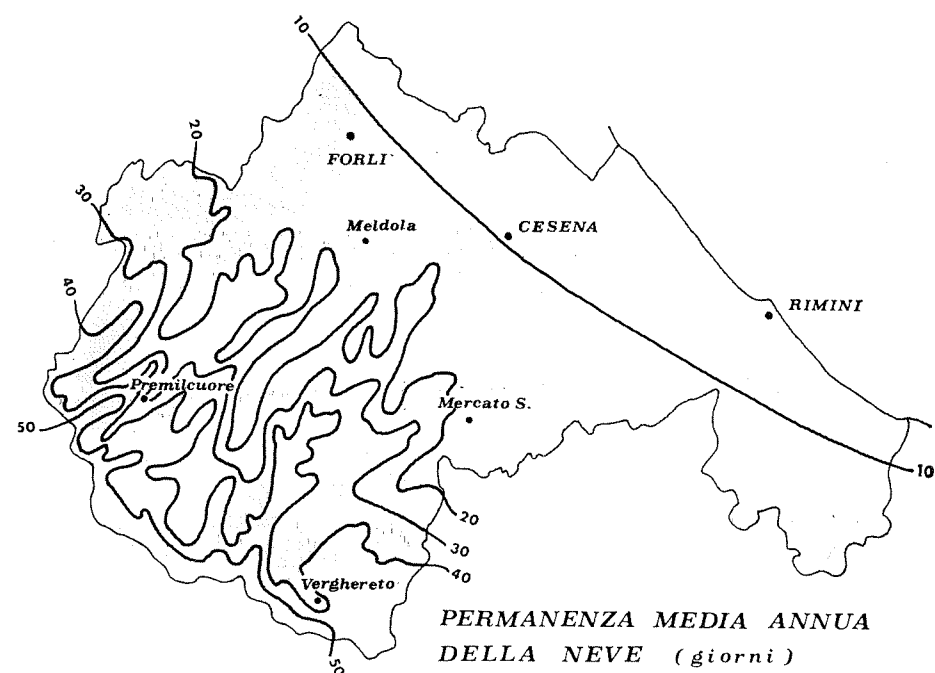 10
20
FORLI`
30
Meldola
CESENA
40
RIMINI
Premilcuore
Mercato S.
50
10
20
30
40
Verghereto
50
PERMANENZA MEDIA ANNUA
DELLA NEVE (giorni)